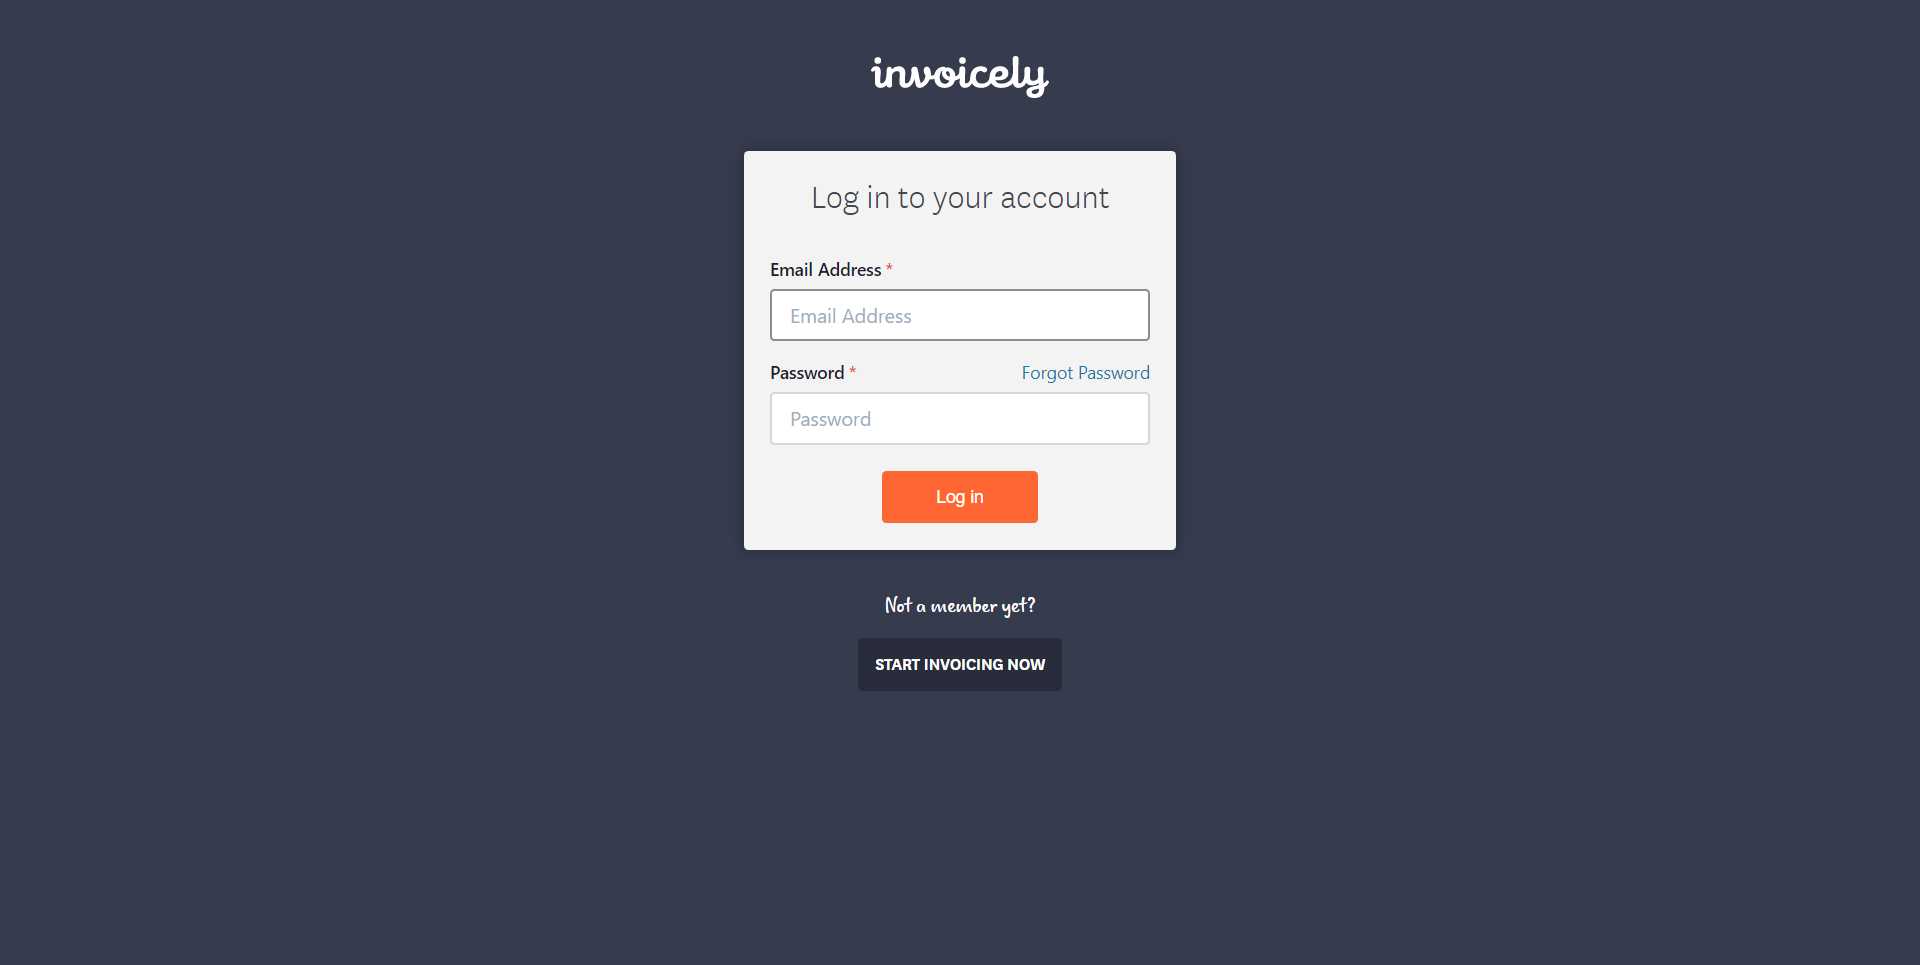 invoicely
Log in to your account
Email Address *
Email Address
Password * Forgot Password
Password
Log in
Not a member yet?
START INVOICING NOW